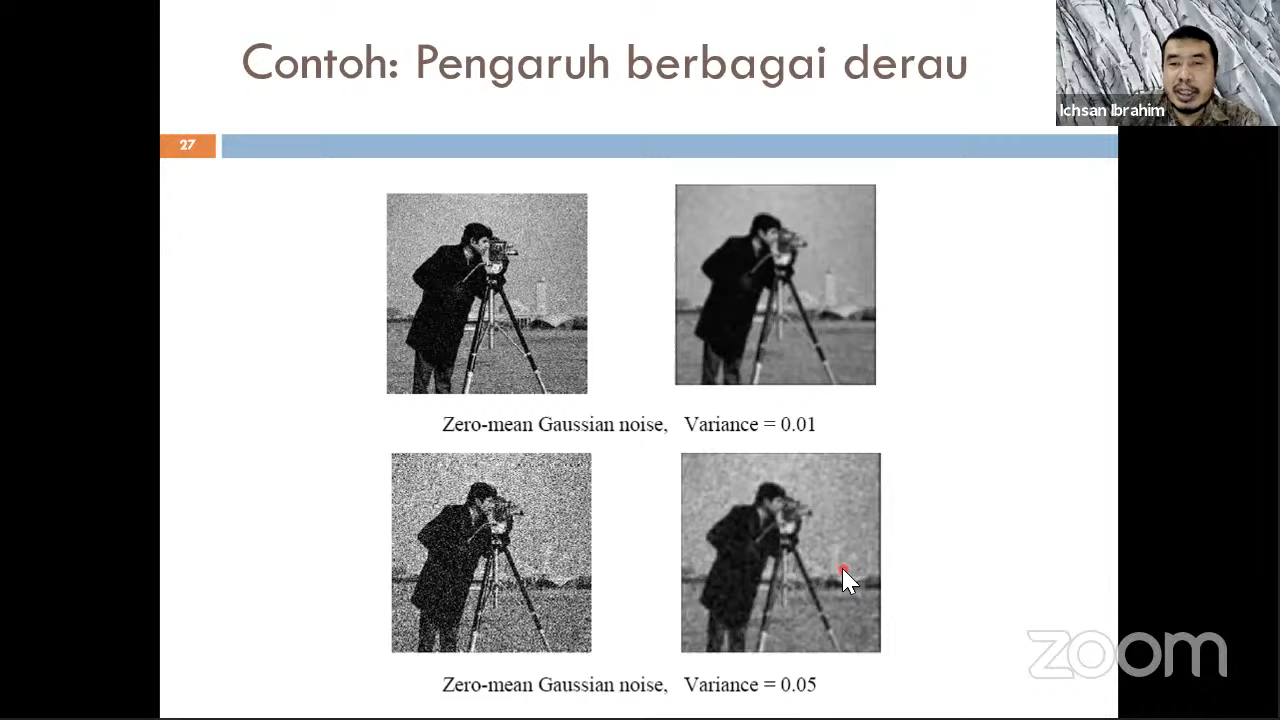 Contoh: Pengaruh berbagai derau
Ichsan Ibrahim
27
Zero-mean Gaussian noise, Variance = 0.01
Zero-mean Gaussian noise, Variance = 0.05
zoom